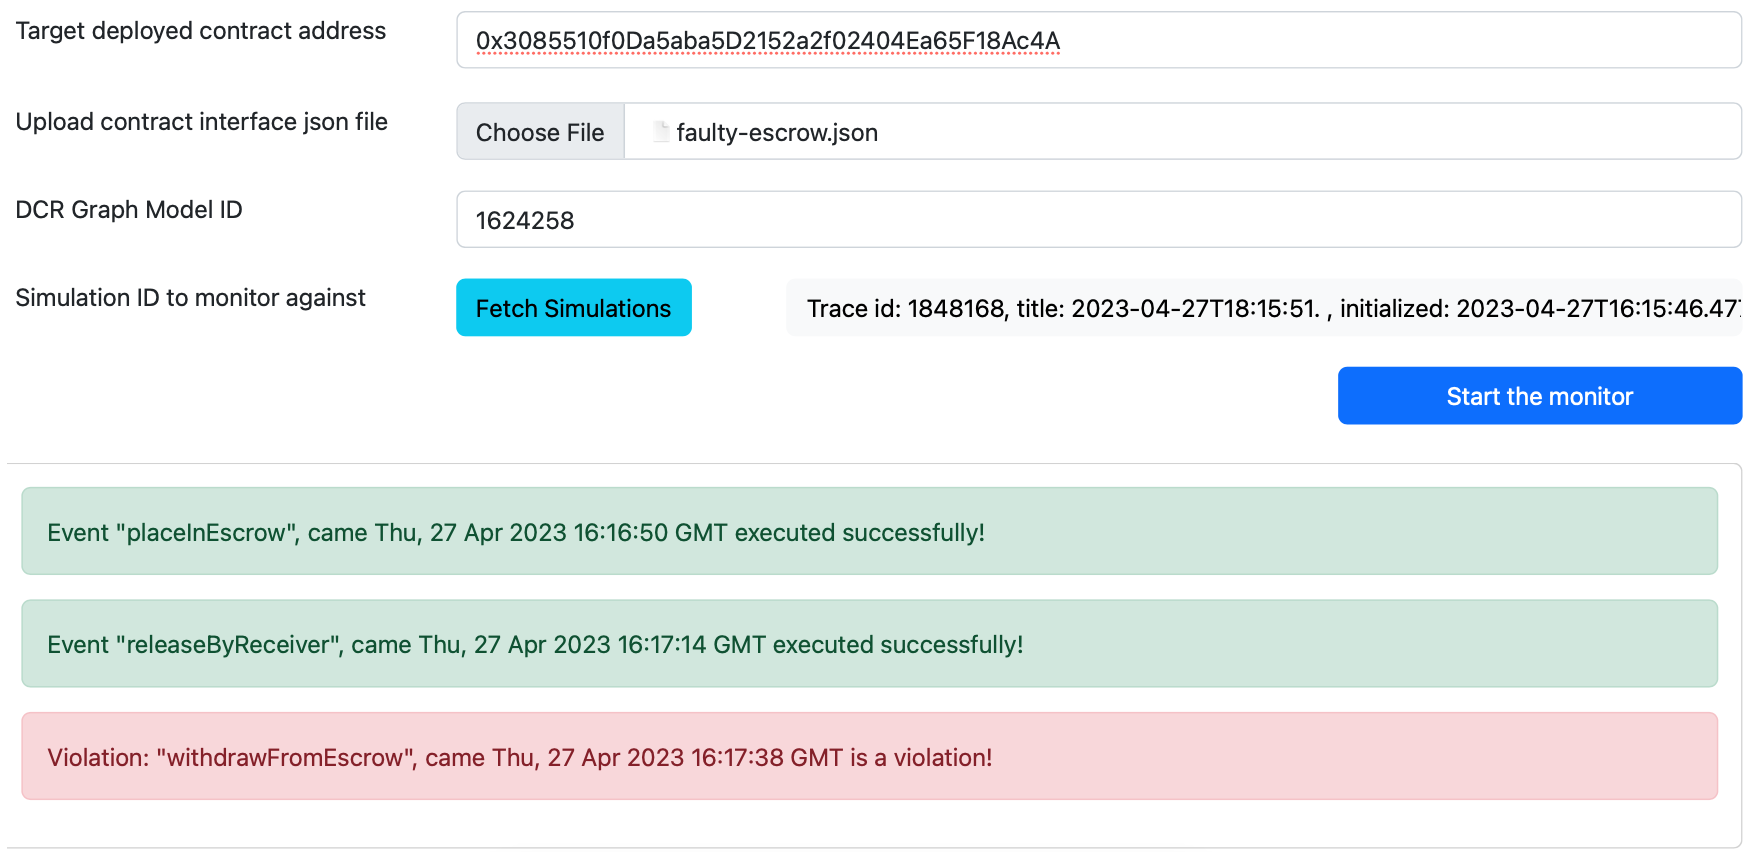 Target deployed contract address
0x3085510f0Da5aba5D2152a2f02404Ea65F18Ac4A
Upload contract interface json file
Choose File faulty-escrow.json
DCR Graph Model ID
1624258
Simulation ID to monitor against
Fetch Simulations
Trace id: 1848168, title: 2023-04-27T18:15:51. , initialized: 2023-04-27T16:15:46.47
Start the monitor
Event "placeInEscrow", came Thu, 27 Apr 2023 16:16:50 GMT executed successfully!
Event "releaseByReceiver", came Thu, 27 Apr 2023 16:17:14 GMT executed successfully!
Violation: "withdrawFromEscrow", came Thu, 27 Apr 2023 16:17:38 GMT is a violation!